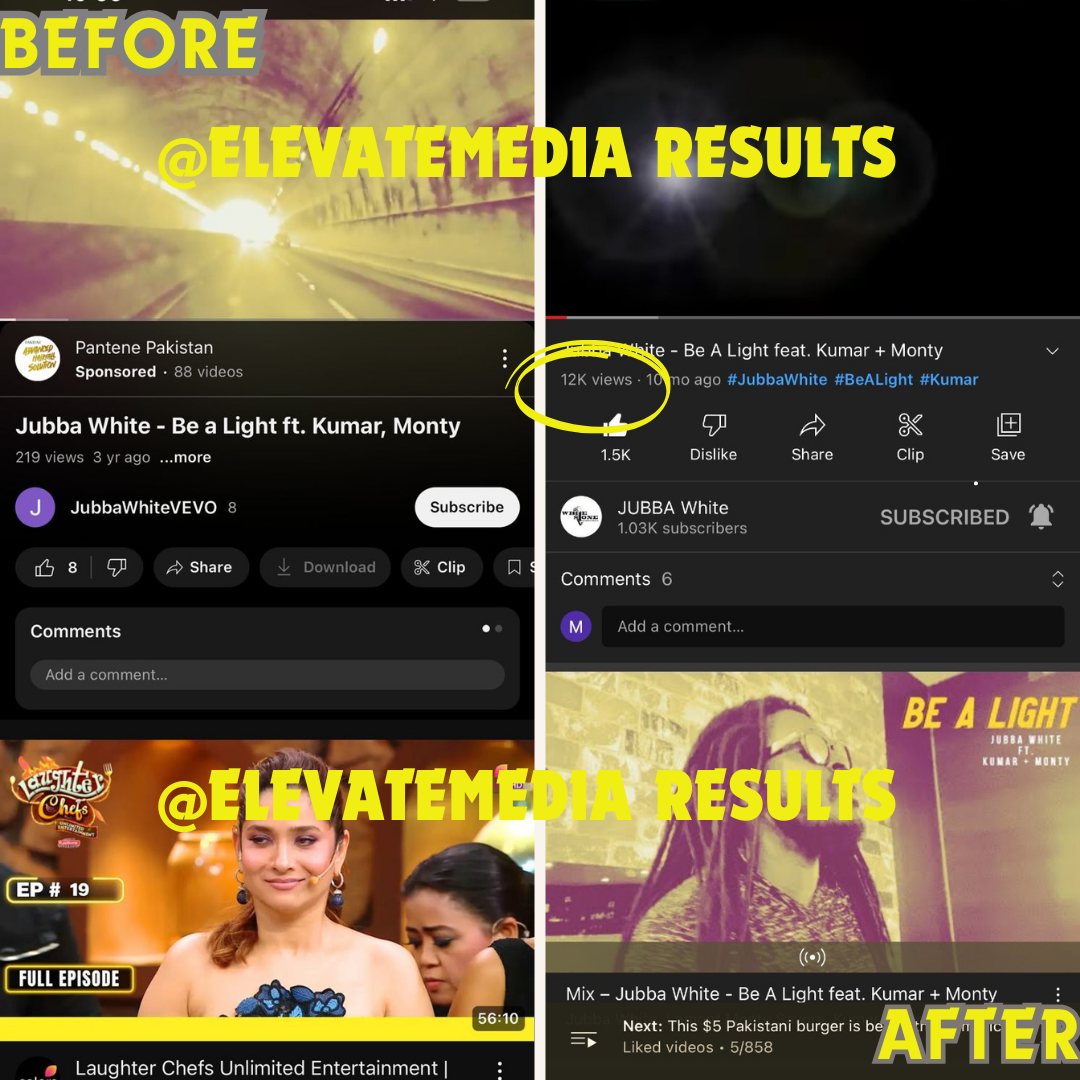 BEFORE
@ELEVATEMEDIA RESULTS
Pantene Pakistan
Sponsored · 88 videos
Jubba White - Be a Light ft. Kumar, Monty
219 views 3 yr ago ...more
J
JubbaWhiteVEVO 8
Subscribe
8
Share
Download
Clip
Comments
Add a comment...
Laughter
Chefs
UNLIMITED
ENTERTAINMENT
EP # 19
FULL EPISODE
56:10
Laughter Chefs Unlimited Entertainment |
Jubba White - Be A Light feat. Kumar + Monty
12K views · 10 mo ago #JubbaWhite #BeALight #Kumar
1.5K
Dislike
Share
Clip
Save
JUBBA White
1.03K subscribers
SUBSCRIBED
Comments 6
M
Add a comment...
BE A LIGHT
JUBBA WHITE
FT.
KUMAR + MONTY
@ELEVATEMEDIA RESULTS
Mix – Jubba White - Be A Light feat. Kumar + Monty
Next: This $5 Pakistani burger is
Liked videos • 5/858
AFTER